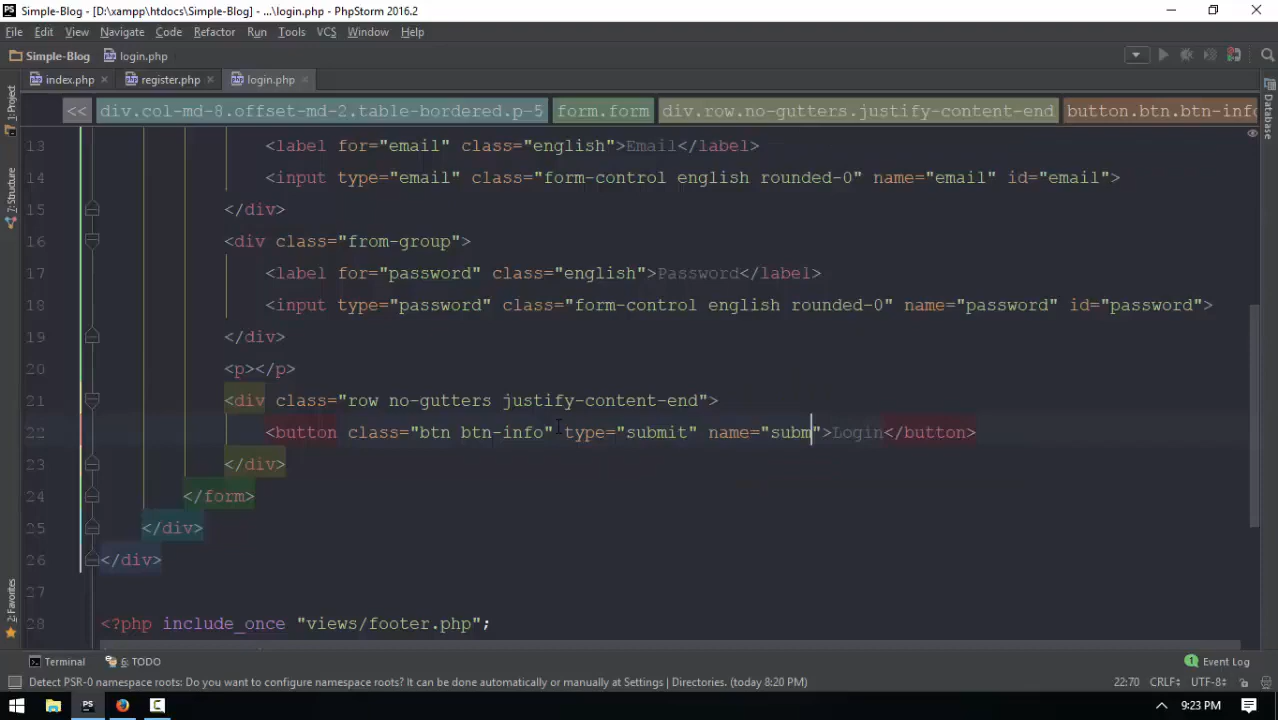 Simple-Blog - [D:\xampp\htdocs\Simple-Blog] - ...\login.php - PhpStorm 2016.2
File Edit View Navigate Code Refactor Run Tools VCS Window Help
Simple-Blog login.php
index.php register.php login.php
<< div.col-md-8.offset-md-2.table-bordered.p-5 form.form div.row.no-gutters.justify-content-end button.btn.btn-info
13 <label for="email" class="english">Email</label>
14 <input type="email" class="form-control english rounded-0" name="email" id="email">
15 </div>
16 <div class="from-group">
17 <label for="password" class="english">Password</label>
18 <input type="password" class="form-control english rounded-0" name="password" id="password">
19 </div>
20 <p></p>
21 <div class="row no-gutters justify-content-end">
22 <button class="btn btn-info" type="submit" name="subm">Login</button>
23 </div>
24 </form>
25 </div>
26 </div>
27
28 <?php include_once "views/footer.php";
1: Project
7: Structure
2: Favorites
Database
Terminal 6: TODO 1 Event Log
Detect PSR-0 namespace roots: Do you want to configure namespace roots? It can be done automatically or manually at Settings | Directories. (today 8:20 PM) 22:70 CRLF÷ UTF-8÷
PS 9:23 PM